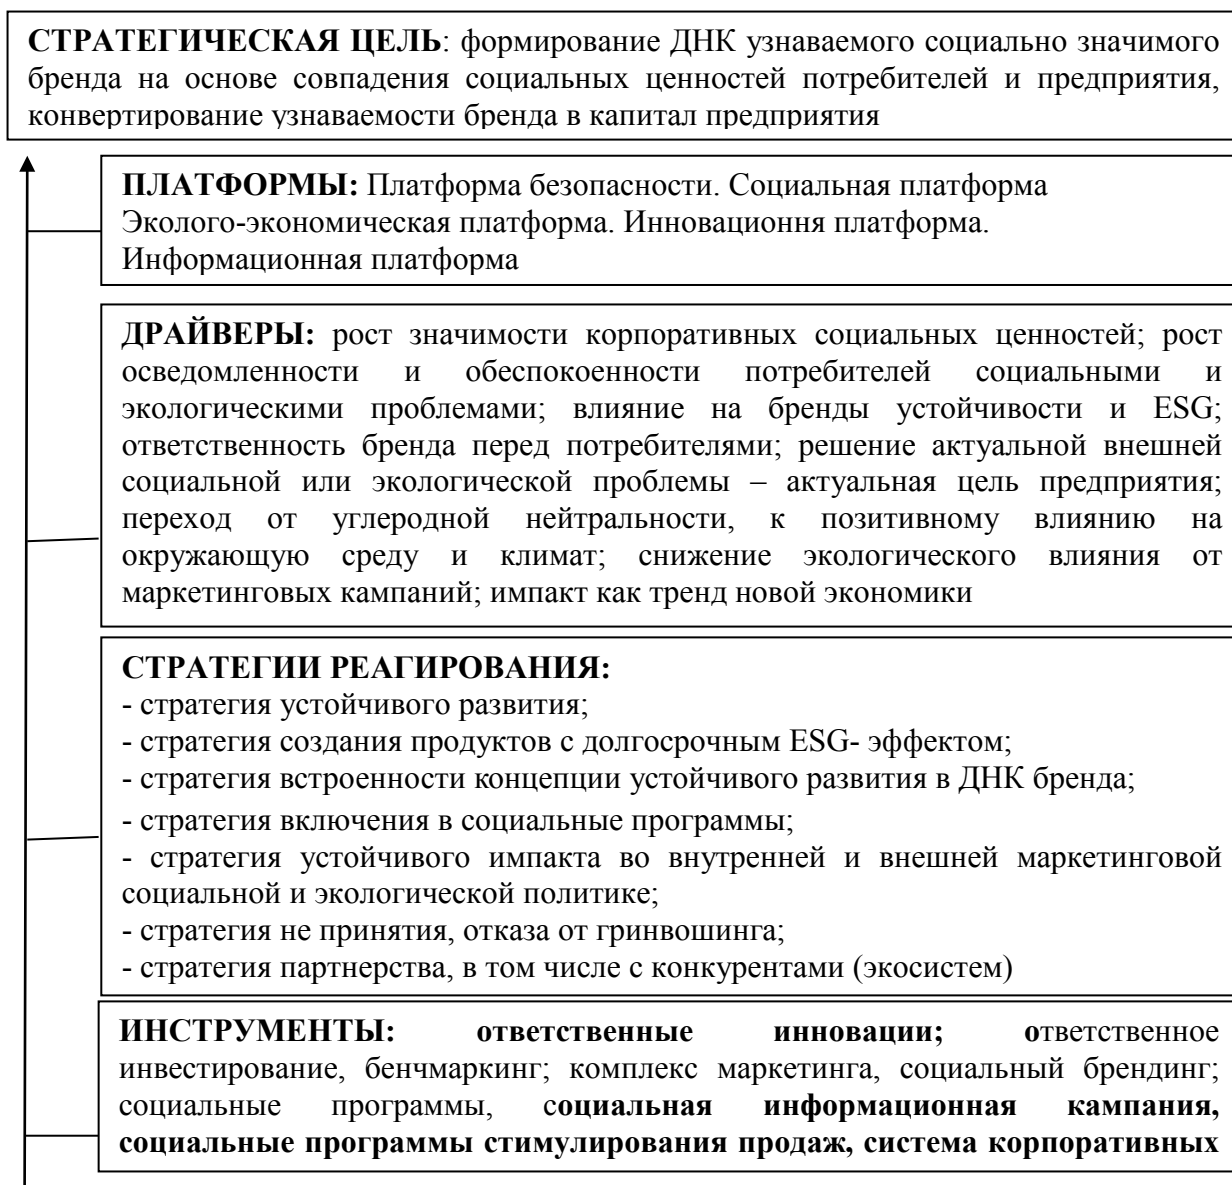 СТРАТЕГИЧЕСКАЯ ЦЕЛЬ: формирование ДНК узнаваемого социально значимого
бренда на основе совпадения социальных ценностей потребителей и предприятия,
конвертирование узнаваемости бренда в капитал предприятия
ПЛАТФОРМЫ: Платформа безопасности. Социальная платформа
Эколого-экономическая платформа. Инновационня платформа.
Информационная платформа
ДРАЙВЕРЫ: рост значимости корпоративных социальных ценностей; рост
осведомленности и обеспокоенности потребителей социальными и
экологическими проблемами; влияние на бренды устойчивости и ESG;
ответственность бренда перед потребителями; решение актуальной внешней
социальной или экологической проблемы – актуальная цель предприятия;
переход от углеродной нейтральности, к позитивному влиянию на
окружающую среду и климат; снижение экологического влияния от
маркетинговых кампаний; импакт как тренд новой экономики
СТРАТЕГИИ РЕАГИРОВАНИЯ:
- стратегия устойчивого развития;
- стратегия создания продуктов с долгосрочным ESG- эффектом;
- стратегия встроенности концепции устойчивого развития в ДНК бренда;
- стратегия включения в социальные программы;
- стратегия устойчивого импакта во внутренней и внешней маркетинговой
социальной и экологической политике;
- стратегия не принятия, отказа от гринвошинга;
- стратегия партнерства, в том числе с конкурентами (экосистем)
ИНСТРУМЕНТЫ: ответственные инновации; ответственное
инвестирование, бенчмаркинг; комплекс маркетинга, социальный брендинг;
социальные программы, социальная информационная кампания,
социальные программы стимулирования продаж, система корпоративных